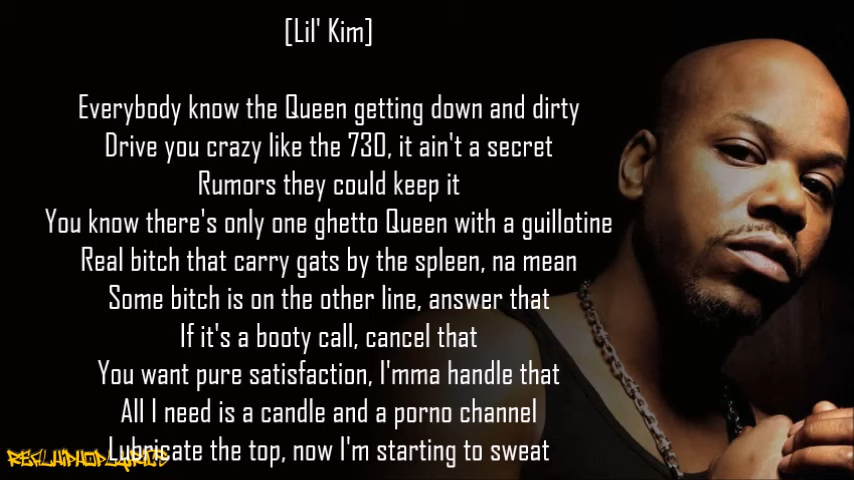 [Lil' Kim]
Everybody know the Queen getting down and dirty
Drive you crazy like the 730, it ain't a secret
Rumors they could keep it
You know there's only one ghetto Queen with a guillotine
Real bitch that carry gats by the spleen, na mean
Some bitch is on the other line, answer that
If it's a booty call, cancel that
You want pure satisfaction, I'mma handle that
All I need is a candle and a porno channel
Lubricate the top, now I'm starting to sweat
REALHIPHOPLYRICS